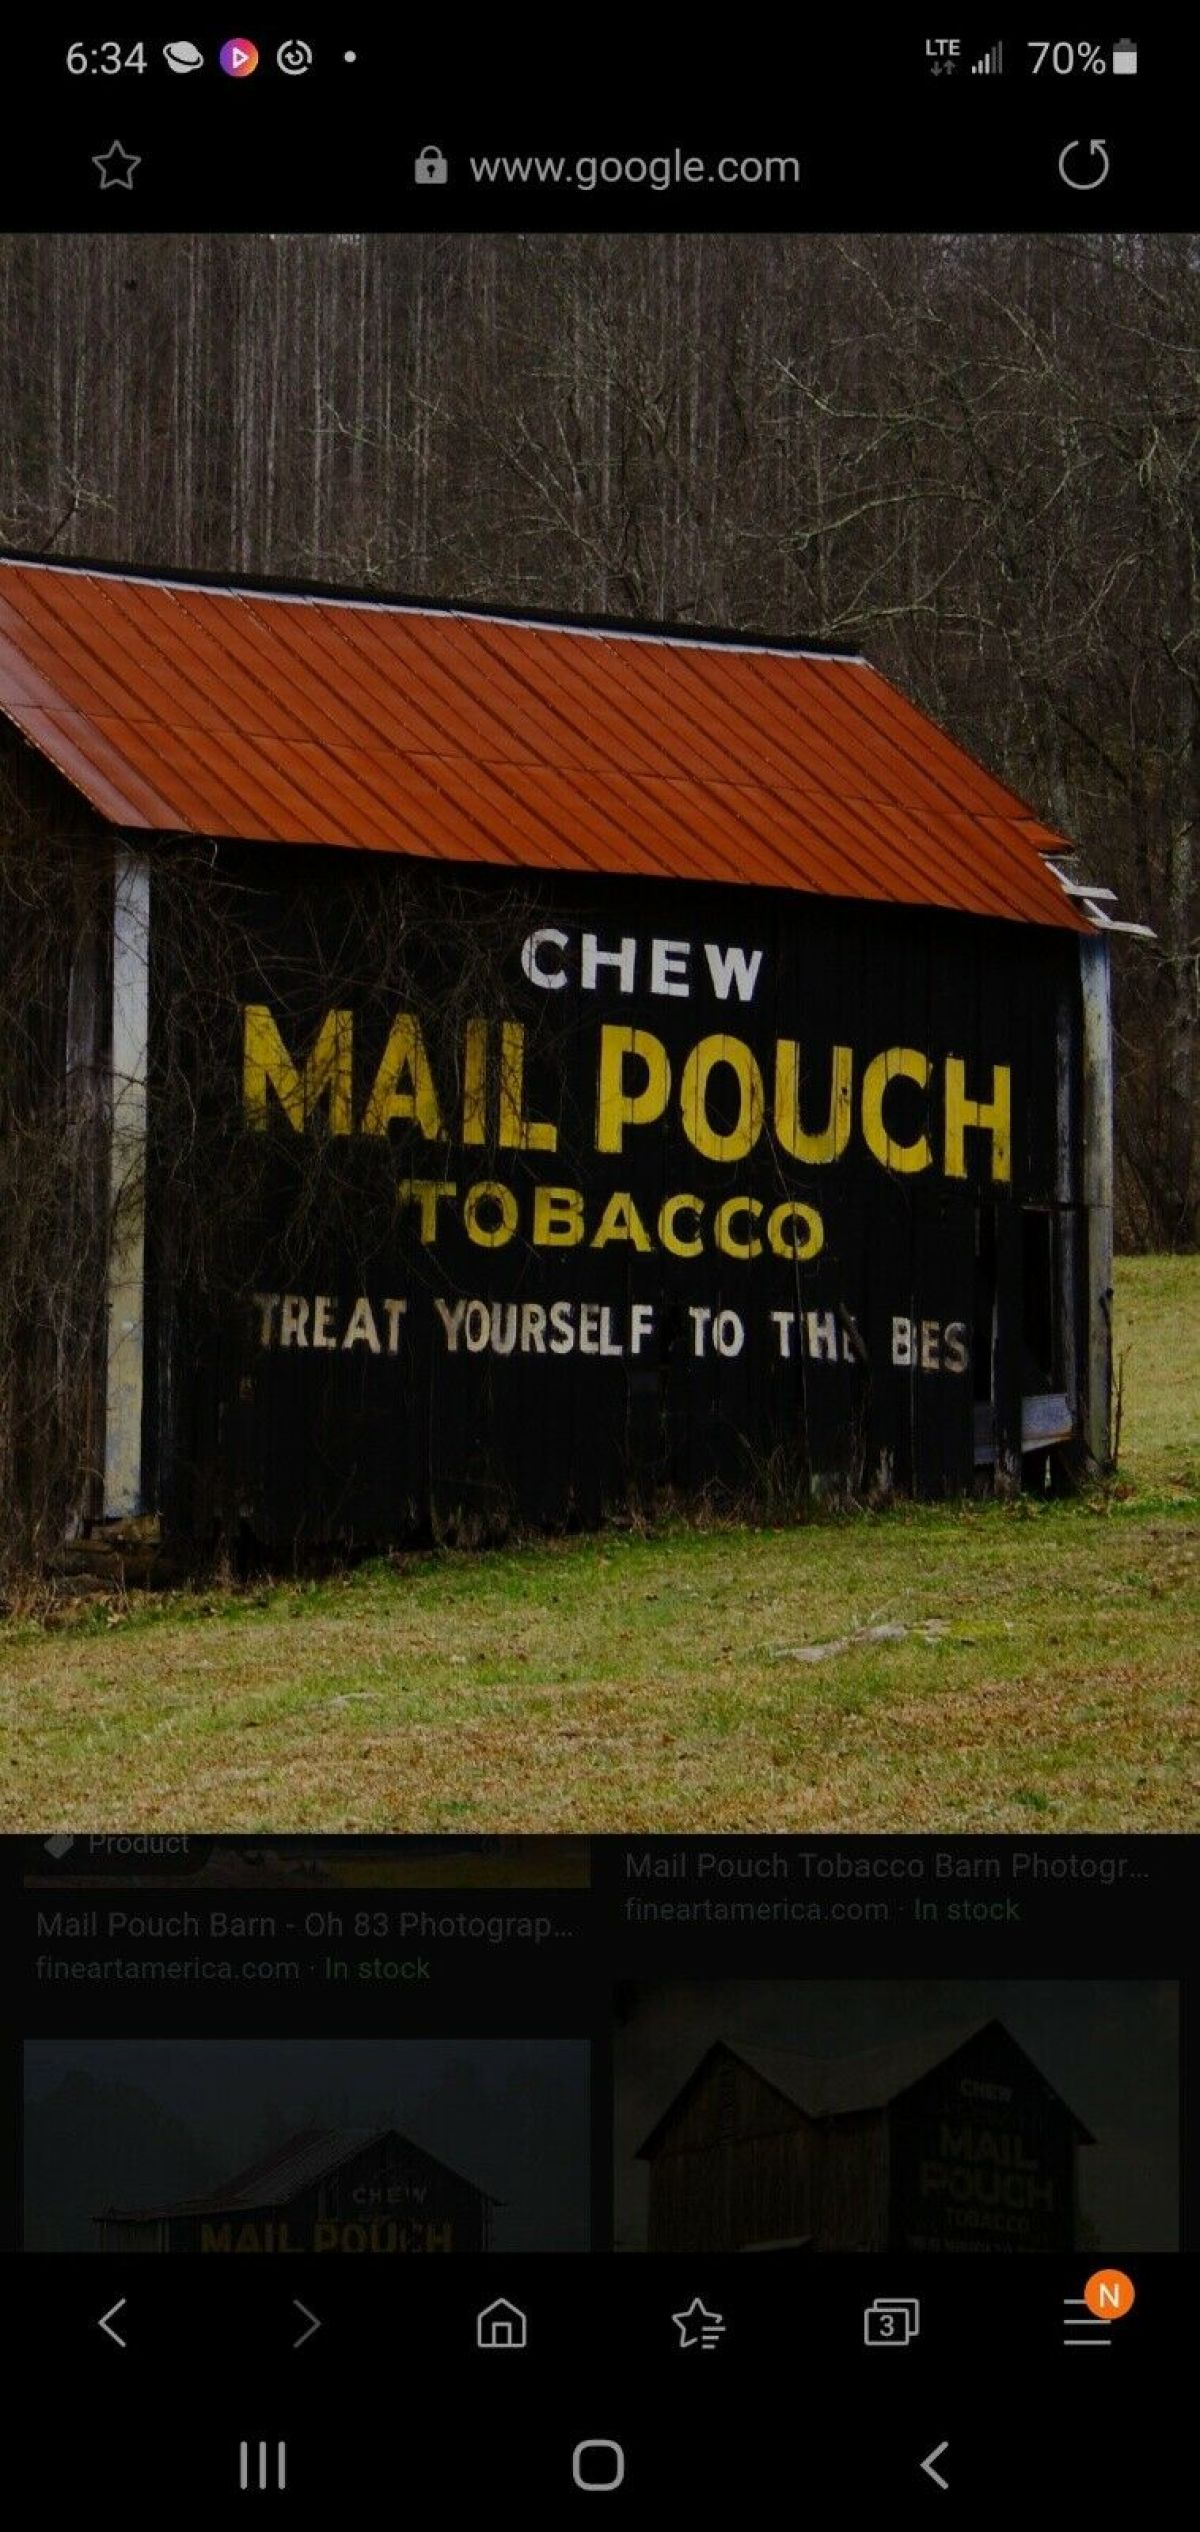 6:34
LTE
70%
www.google.com
CHEW
MAIL POUCH
TOBACCO
TREAT YOURSELF TO THE BES
Product
Mail Pouch Tobacco Barn Photogr...
fineartamerica.com · In stock
Mail Pouch Barn - Oh 83 Photograp...
fineartamerica.com · In stock
CHEW
MAIL POUCH
CHEW
MAIL
POUCH
TOBACCO
3
N